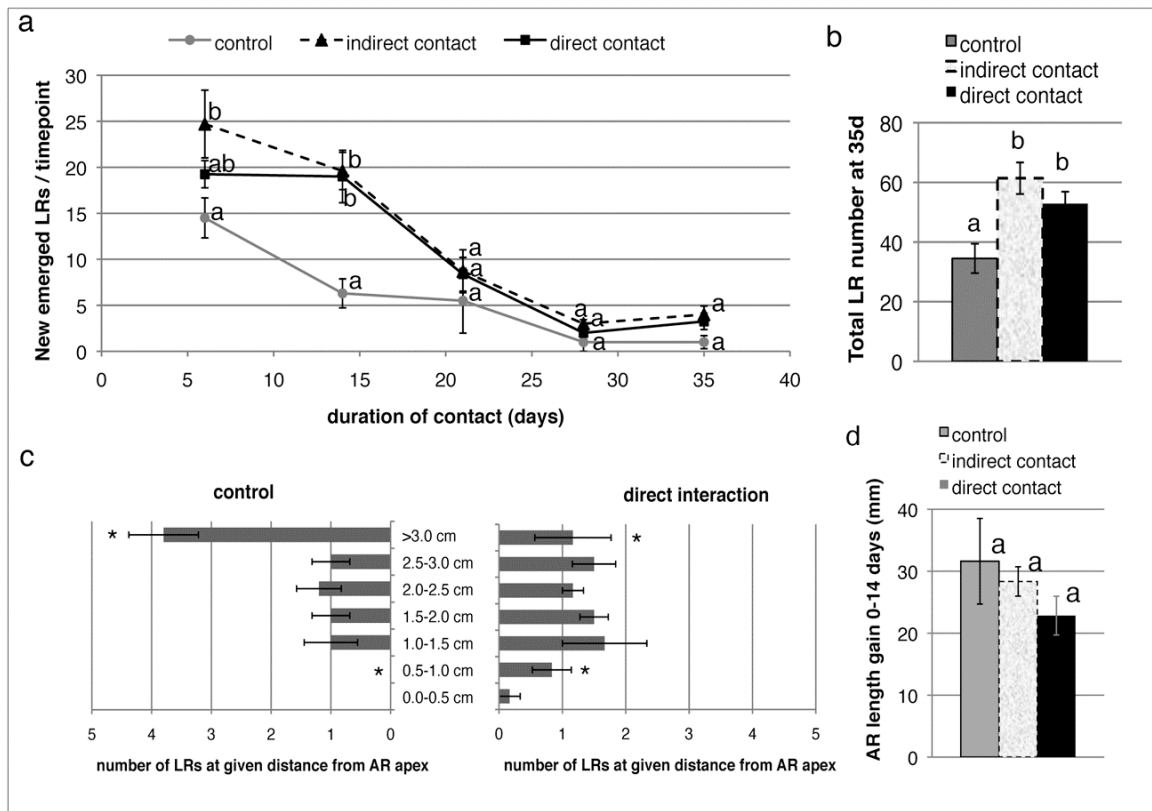 a
control indirect contact direct contact
New emerged LRs / timepoint
30
25
20
15
10
5
0
b
ab
a
b
b
a
a
a
a
a
a
a
a
a
0 5 10 15 20 25 30 35 40
duration of contact (days)
b
control
indirect contact
direct contact
Total LR number at 35d
80
60
40
20
0
a
b
b
c
control
direct interaction
* >3.0 cm *
2.5-3.0 cm
2.0-2.5 cm
1.5-2.0 cm
1.0-1.5 cm
* 0.5-1.0 cm *
0.0-0.5 cm
5 4 3 2 1 0
0 1 2 3 4 5
number of LRs at given distance from AR apex
number of LRs at given distance from AR apex
d
control
indirect contact
direct contact
AR length gain 0-14 days (mm)
40
30
20
10
0
a
a
a